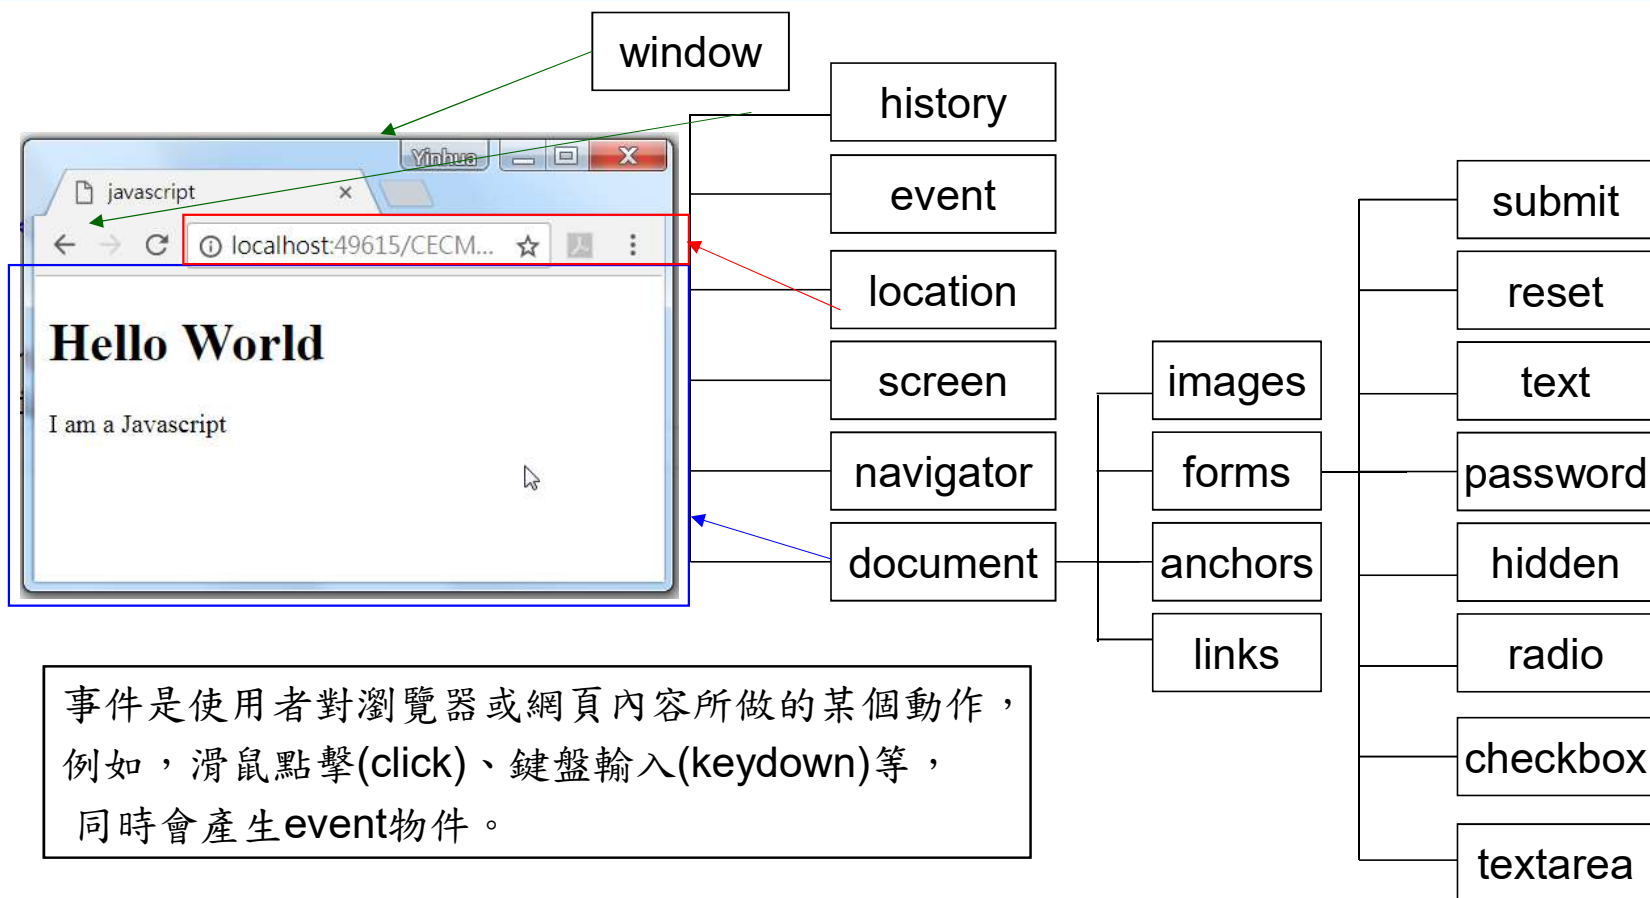 window
history
event
location
screen
navigator
document
images
forms
anchors
links
submit
reset
text
password
hidden
radio
checkbox
textarea
Yinhua
javascript
localhost:49615/CECM...
Hello World
I am a Javascript
事件是使用者對瀏覽器或網頁內容所做的某個動作，
例如，滑鼠點擊(click)、鍵盤輸入(keydown)等，
同時會產生event物件。